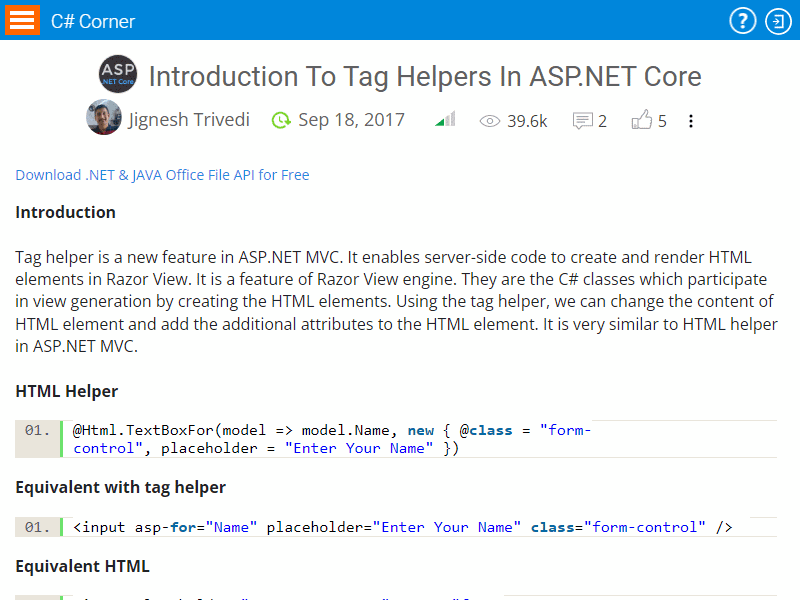 C# Corner
ASP
.NET Core
Introduction To Tag Helpers In ASP.NET Core
Jignesh Trivedi Sep 18, 2017 39.6k 2 5
Download .NET & JAVA Office File API for Free
Introduction
Tag helper is a new feature in ASP.NET MVC. It enables server-side code to create and render HTML
elements in Razor View. It is a feature of Razor View engine. They are the C# classes which participate
in view generation by creating the HTML elements. Using the tag helper, we can change the content of
HTML element and add the additional attributes to the HTML element. It is very similar to HTML helper
in ASP.NET MVC.
HTML Helper
01. @Html.TextBoxFor(model => model.Name, new { @class = "form-
control", placeholder = "Enter Your Name" })
Equivalent with tag helper
01. <input asp-for="Name" placeholder="Enter Your Name" class="form-control" />
Equivalent HTML